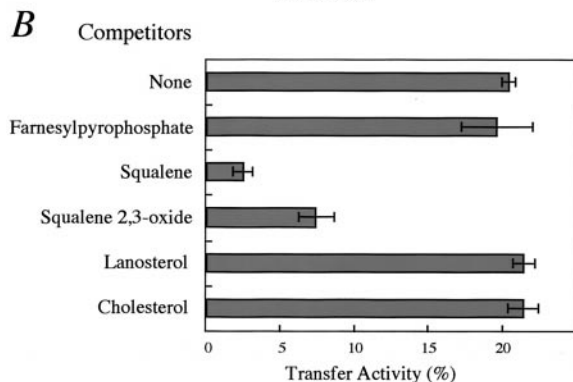 B Competitors
None
Farnesylpyrophosphate
Squalene
Squalene 2,3-oxide
Lanosterol
Cholesterol
0 5 10 15 20
Transfer Activity (%)